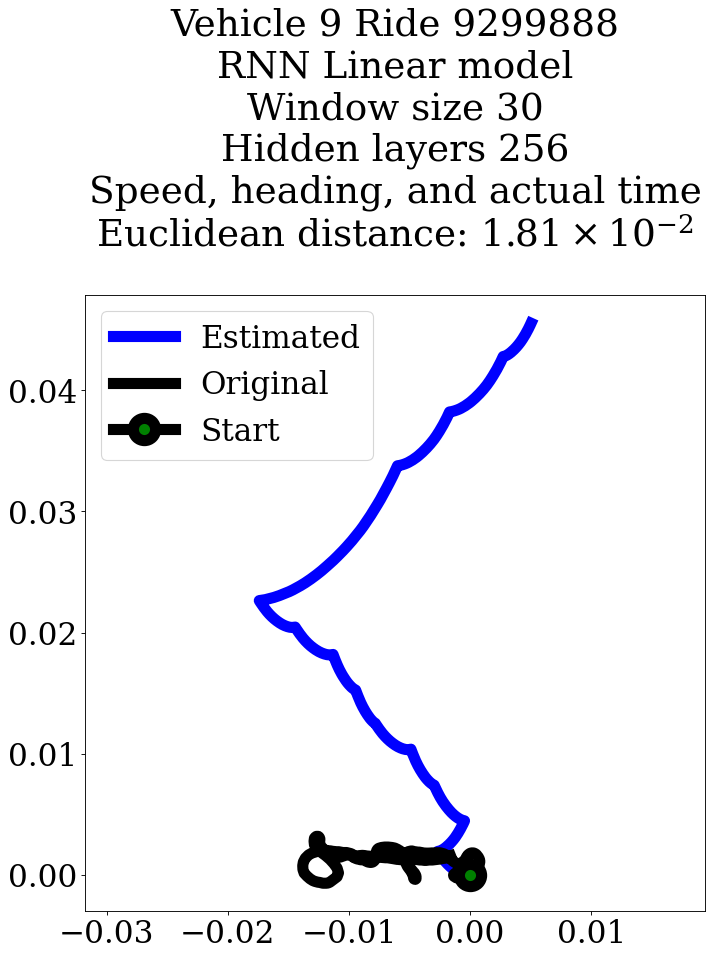 Vehicle 9 Ride 9299888
RNN Linear model
Window size 30
Hidden layers 256
Speed, heading, and actual time
Euclidean distance: 1.81 × 10⁻²
Estimated
Original
Start
0.04
0.03
0.02
0.01
0.00
−0.03
−0.02
−0.01
0.00
0.01